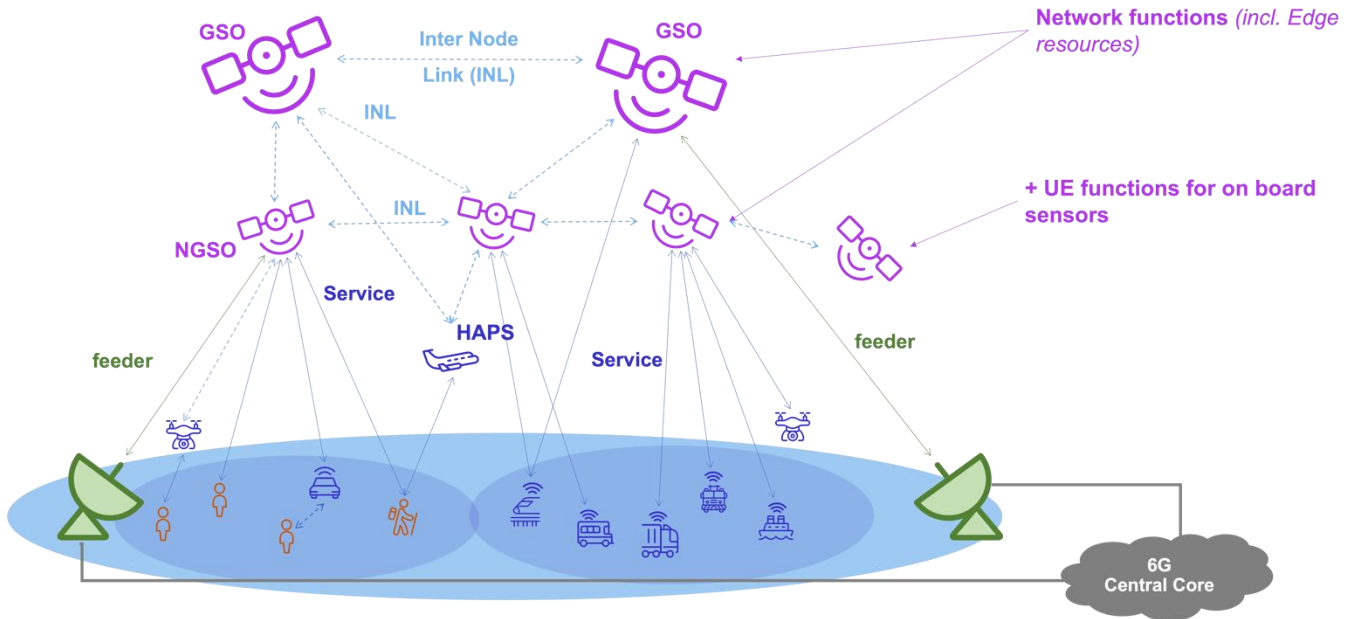 GSO
Inter Node
Link (INL)
GSO
Network functions (incl. Edge
resources)
INL
+ UE functions for on board
sensors
INL
NGSO
Service
HAPS
Service
feeder
feeder
6G
Central Core